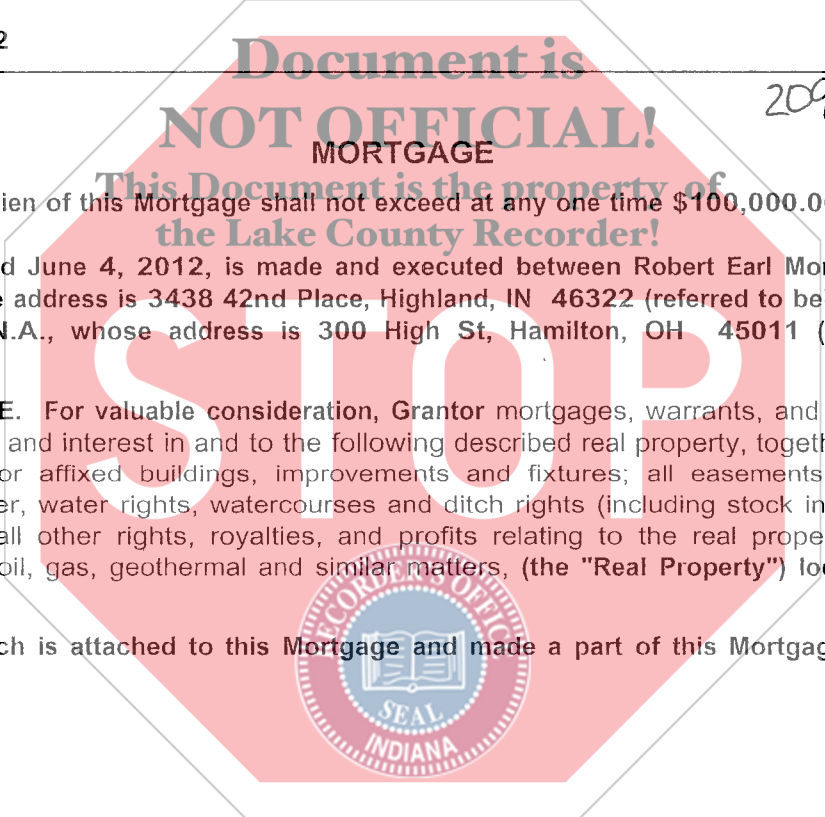 2
Document is
209
NOT OFFICIAL!
MORTGAGE
This Document is the property of
ien of this Mortgage shall not exceed at any one time $100,000.0
the Lake County Recorder!
d June 4, 2012, is made and executed between Robert Earl Mor
address is 3438 42nd Place, Highland, IN 46322 (referred to be
N.A., whose address is 300 High St, Hamilton, OH 45011 (
STOP
E. For valuable consideration, Grantor mortgages, warrants, and
and interest in and to the following described real property, togeth
or affixed buildings, improvements and fixtures; all easements
er, water rights, watercourses and ditch rights (including stock in
all other rights, royalties, and profits relating to the real prope
oil, gas, geothermal and similar matters, (the "Real Property") lo
RECORDER'S OFFICE
ch is attached to this Mortgage and made a part of this Mortgag
SEAL
INDIANA